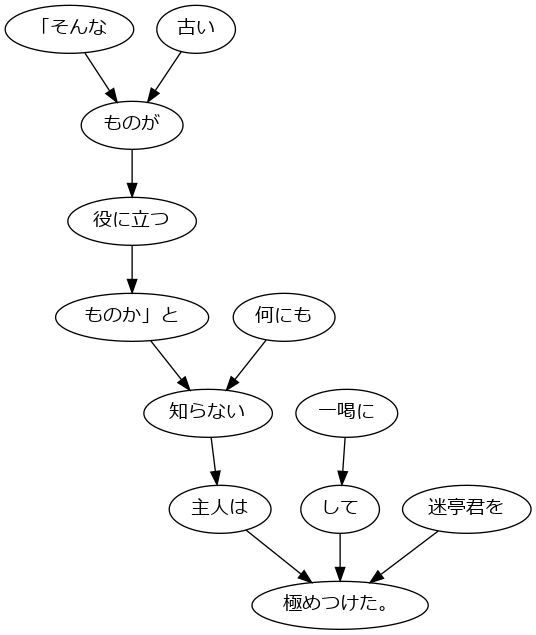 「そんな 古い
ものが
役に立つ
ものか」と 何にも
知らない 一喝に
主人は して 迷亭君を
極めつけた。